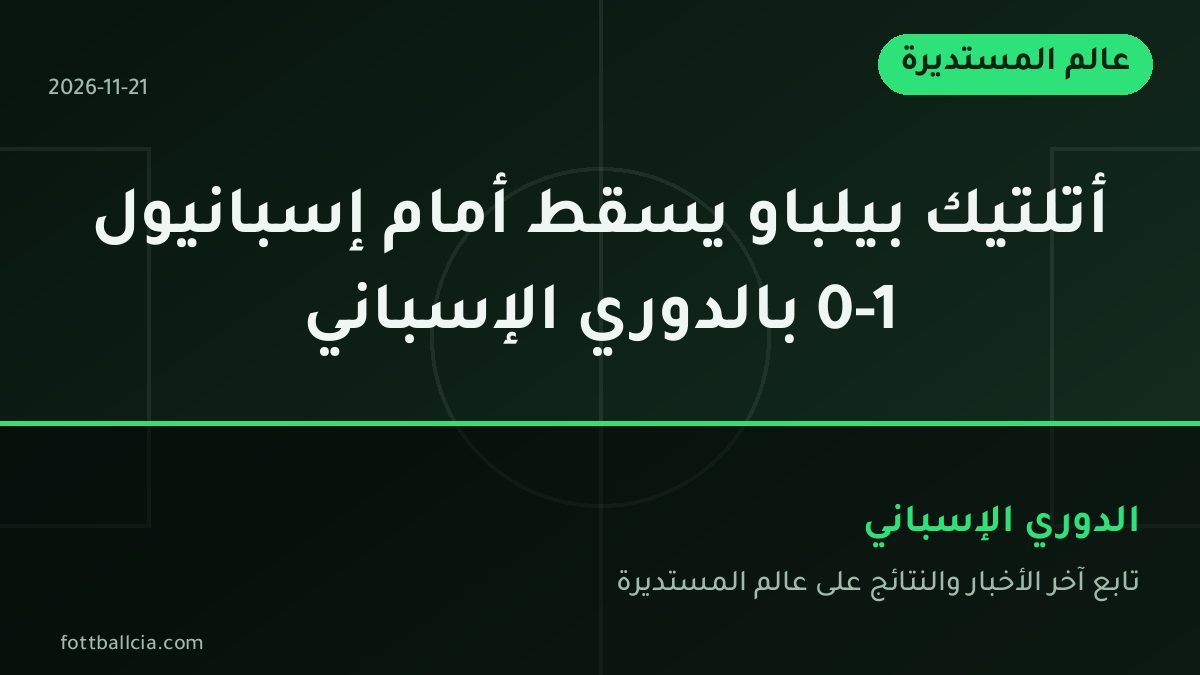 عالم المستديرة
2026-11-21
أتلتيك بيلباو يسقط أمام إسبانيول
0-1 بالدوري الإسباني
الدوري الإسباني
تابع آخر الأخبار والنتائج على عالم المستديرة
fottballcia.com